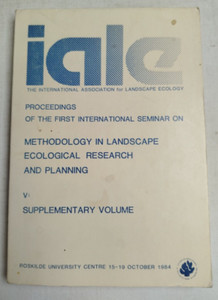 iale
THE INTERNATIONAL ASSOCIATION for LANDSCAPE ECOLOGY
PROCEEDINGS
OF THE FIRST INTERNATIONAL SEMINAR ON
METHODOLOGY IN LANDSCAPE
ECOLOGICAL RESEARCH
AND PLANNING
V:
SUPPLEMENTARY VOLUME
ROSKILDE UNIVERSITY CENTRE 15-19 OCTOBER 1984